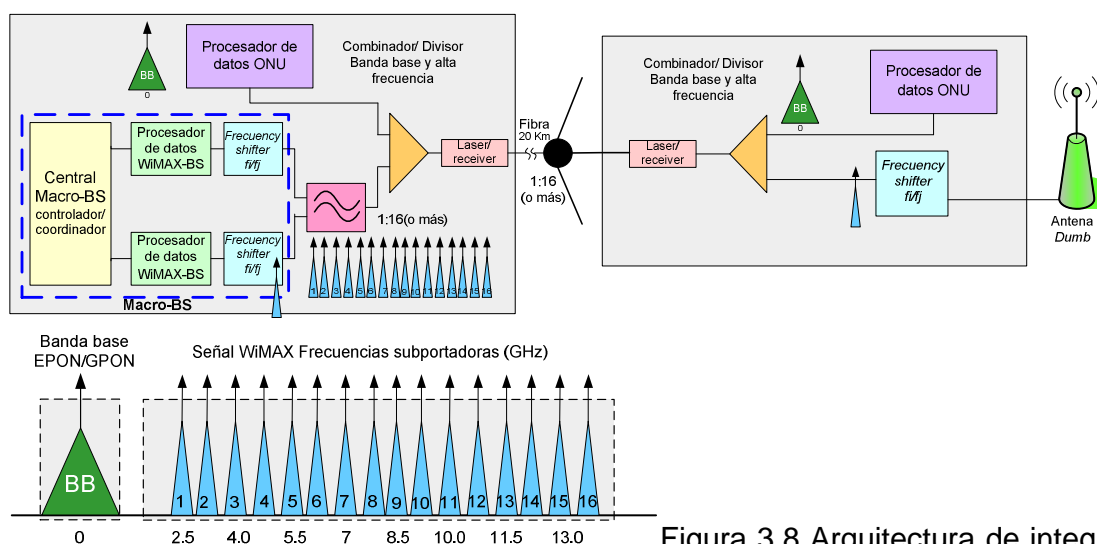 BB
0
Procesador de
datos ONU
Combinador/ Divisor
Banda base y alta
frecuencia
Central
Macro-BS
controlador/
coordinador
Procesador
de datos
WiMAX-BS
Frecuency
shifter
fi/fj
Procesador
de datos
WiMAX-BS
Frecuency
shifter
fi/fj
Macro-BS
1:16(o más)
1 2 3 4 5 6 7 8 9 10 11 12 13 14 15 16
Laser/
receiver
Fibra
20 Km
1:16
(o más)
Laser/
receiver
Combinador/ Divisor
Banda base y alta
frecuencia
BB
0
Procesador de
datos ONU
Frecuency
shifter
fi/fj
Antena
Dumb
Banda base
EPON/GPON
Señal WiMAX Frecuencias subportadoras (GHz)
BB
1 2 3 4 5 6 7 8 9 10 11 12 13 14 15 16
0 2.5 4.0 5.5 7 8.5 10.0 11.5 13.0
Figura 3.8 Arquitectura de integ